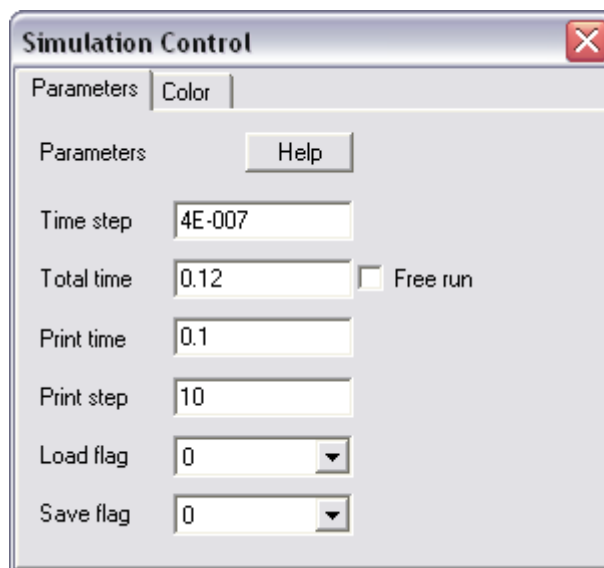 Simulation Control
Parameters Color
Parameters Help
Time step 4E-007
Total time 0.12 Free run
Print time 0.1
Print step 10
Load flag 0
Save flag 0